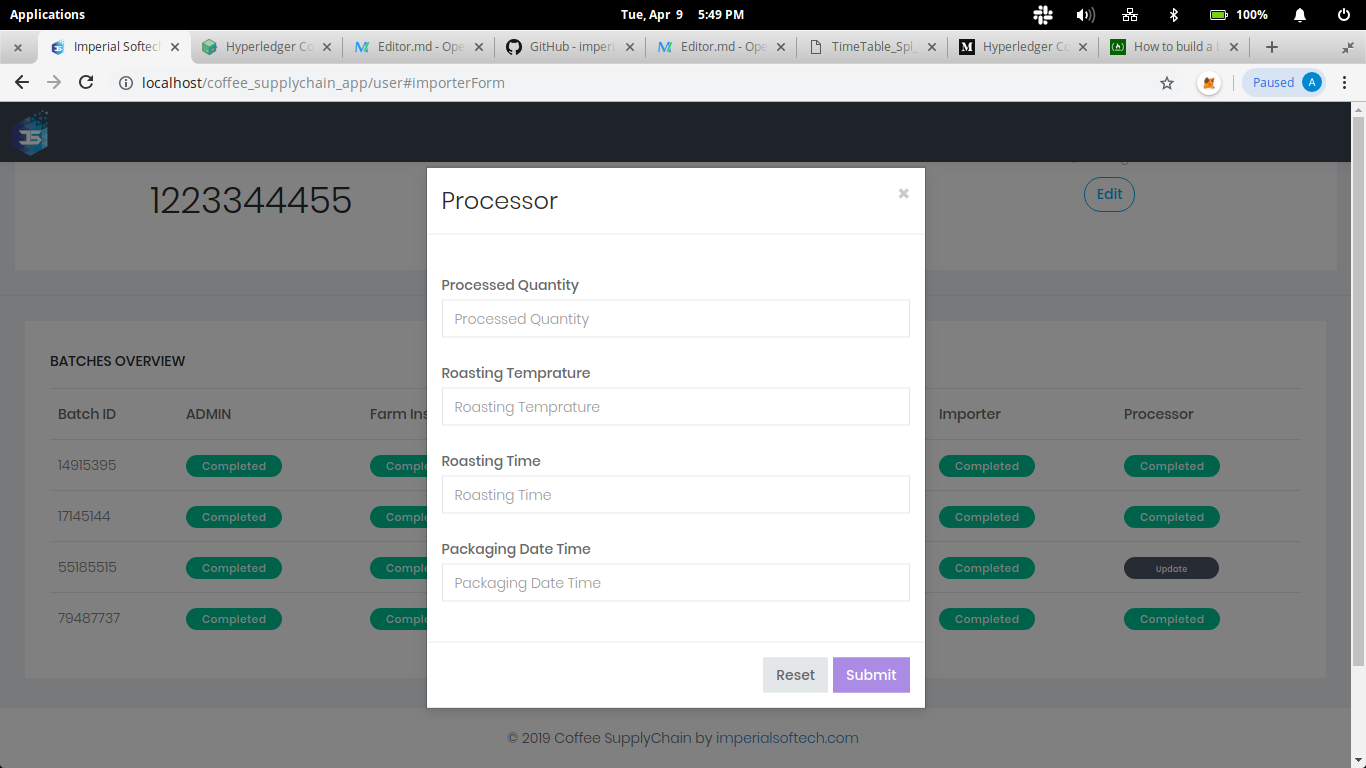 Applications Tue, Apr 9 5:49 PM 100%
Imperial Softec Hyperledger Co Editor.md - Ope GitHub - imperi Editor.md - Ope TimeTable_Spl_ Hyperledger Co How to build a b
localhost/coffee_supplychain_app/user#importerForm Paused A
JS
1223344455 Edit
Processor
Processed Quantity
Processed Quantity
Roasting Temprature
Roasting Temprature
Roasting Time
Roasting Time
Packaging Date Time
Packaging Date Time
Reset Submit
BATCHES OVERVIEW
Batch ID ADMIN Farm Ins Importer Processor
14915395 Completed Comple Completed Completed
17145144 Completed Comple Completed Completed
55185515 Completed Comple Completed Update
79487737 Completed Comple Completed Completed
© 2019 Coffee SupplyChain by imperialsoftech.com